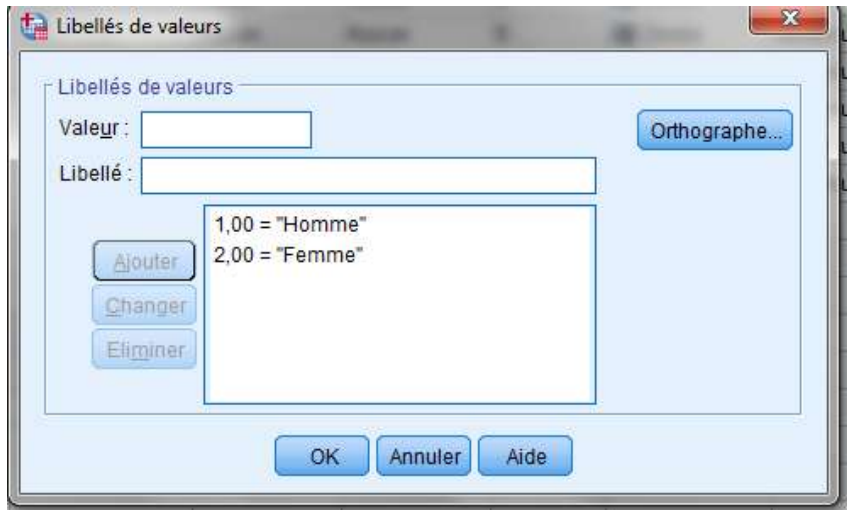 Libellés de valeurs
Libellés de valeurs
Valeur :
Orthographe...
Libellé :
1,00 = "Homme"
2,00 = "Femme"
Ajouter
Changer
Eliminer
OK Annuler Aide